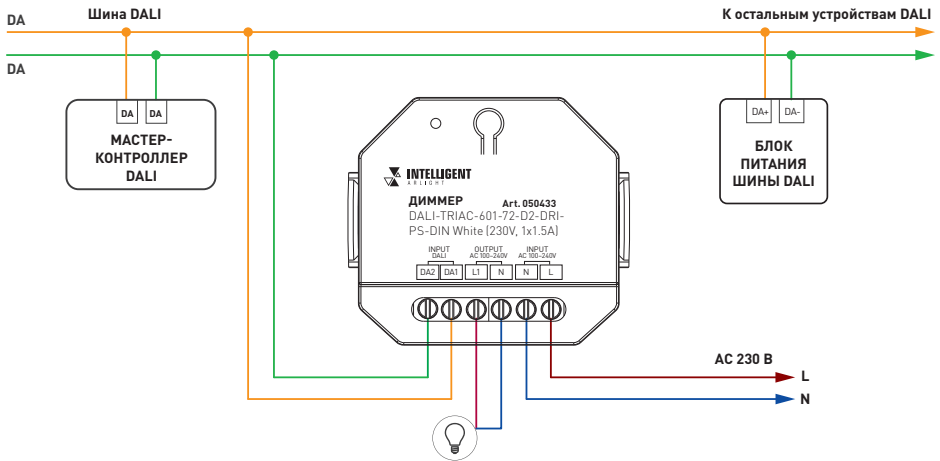 DA
Шина DALI
К остальным устройствам DALI
DA
DA DA
МАСТЕР-
КОНТРОЛЛЕР
DALI
DA+ DA-
БЛОК
ПИТАНИЯ
ШИНЫ DALI
INTELLIGENT
ARLIGHT
ДИММЕР Art. 050433
DALI-TRIAC-601-72-D2-DRI-
PS-DIN White (230V, 1x1.5A)
INPUT
DALI
OUTPUT
AC 100–240V
INPUT
AC 100–240V
DA2 DA1 L1 N N L
AC 230 В
L
N